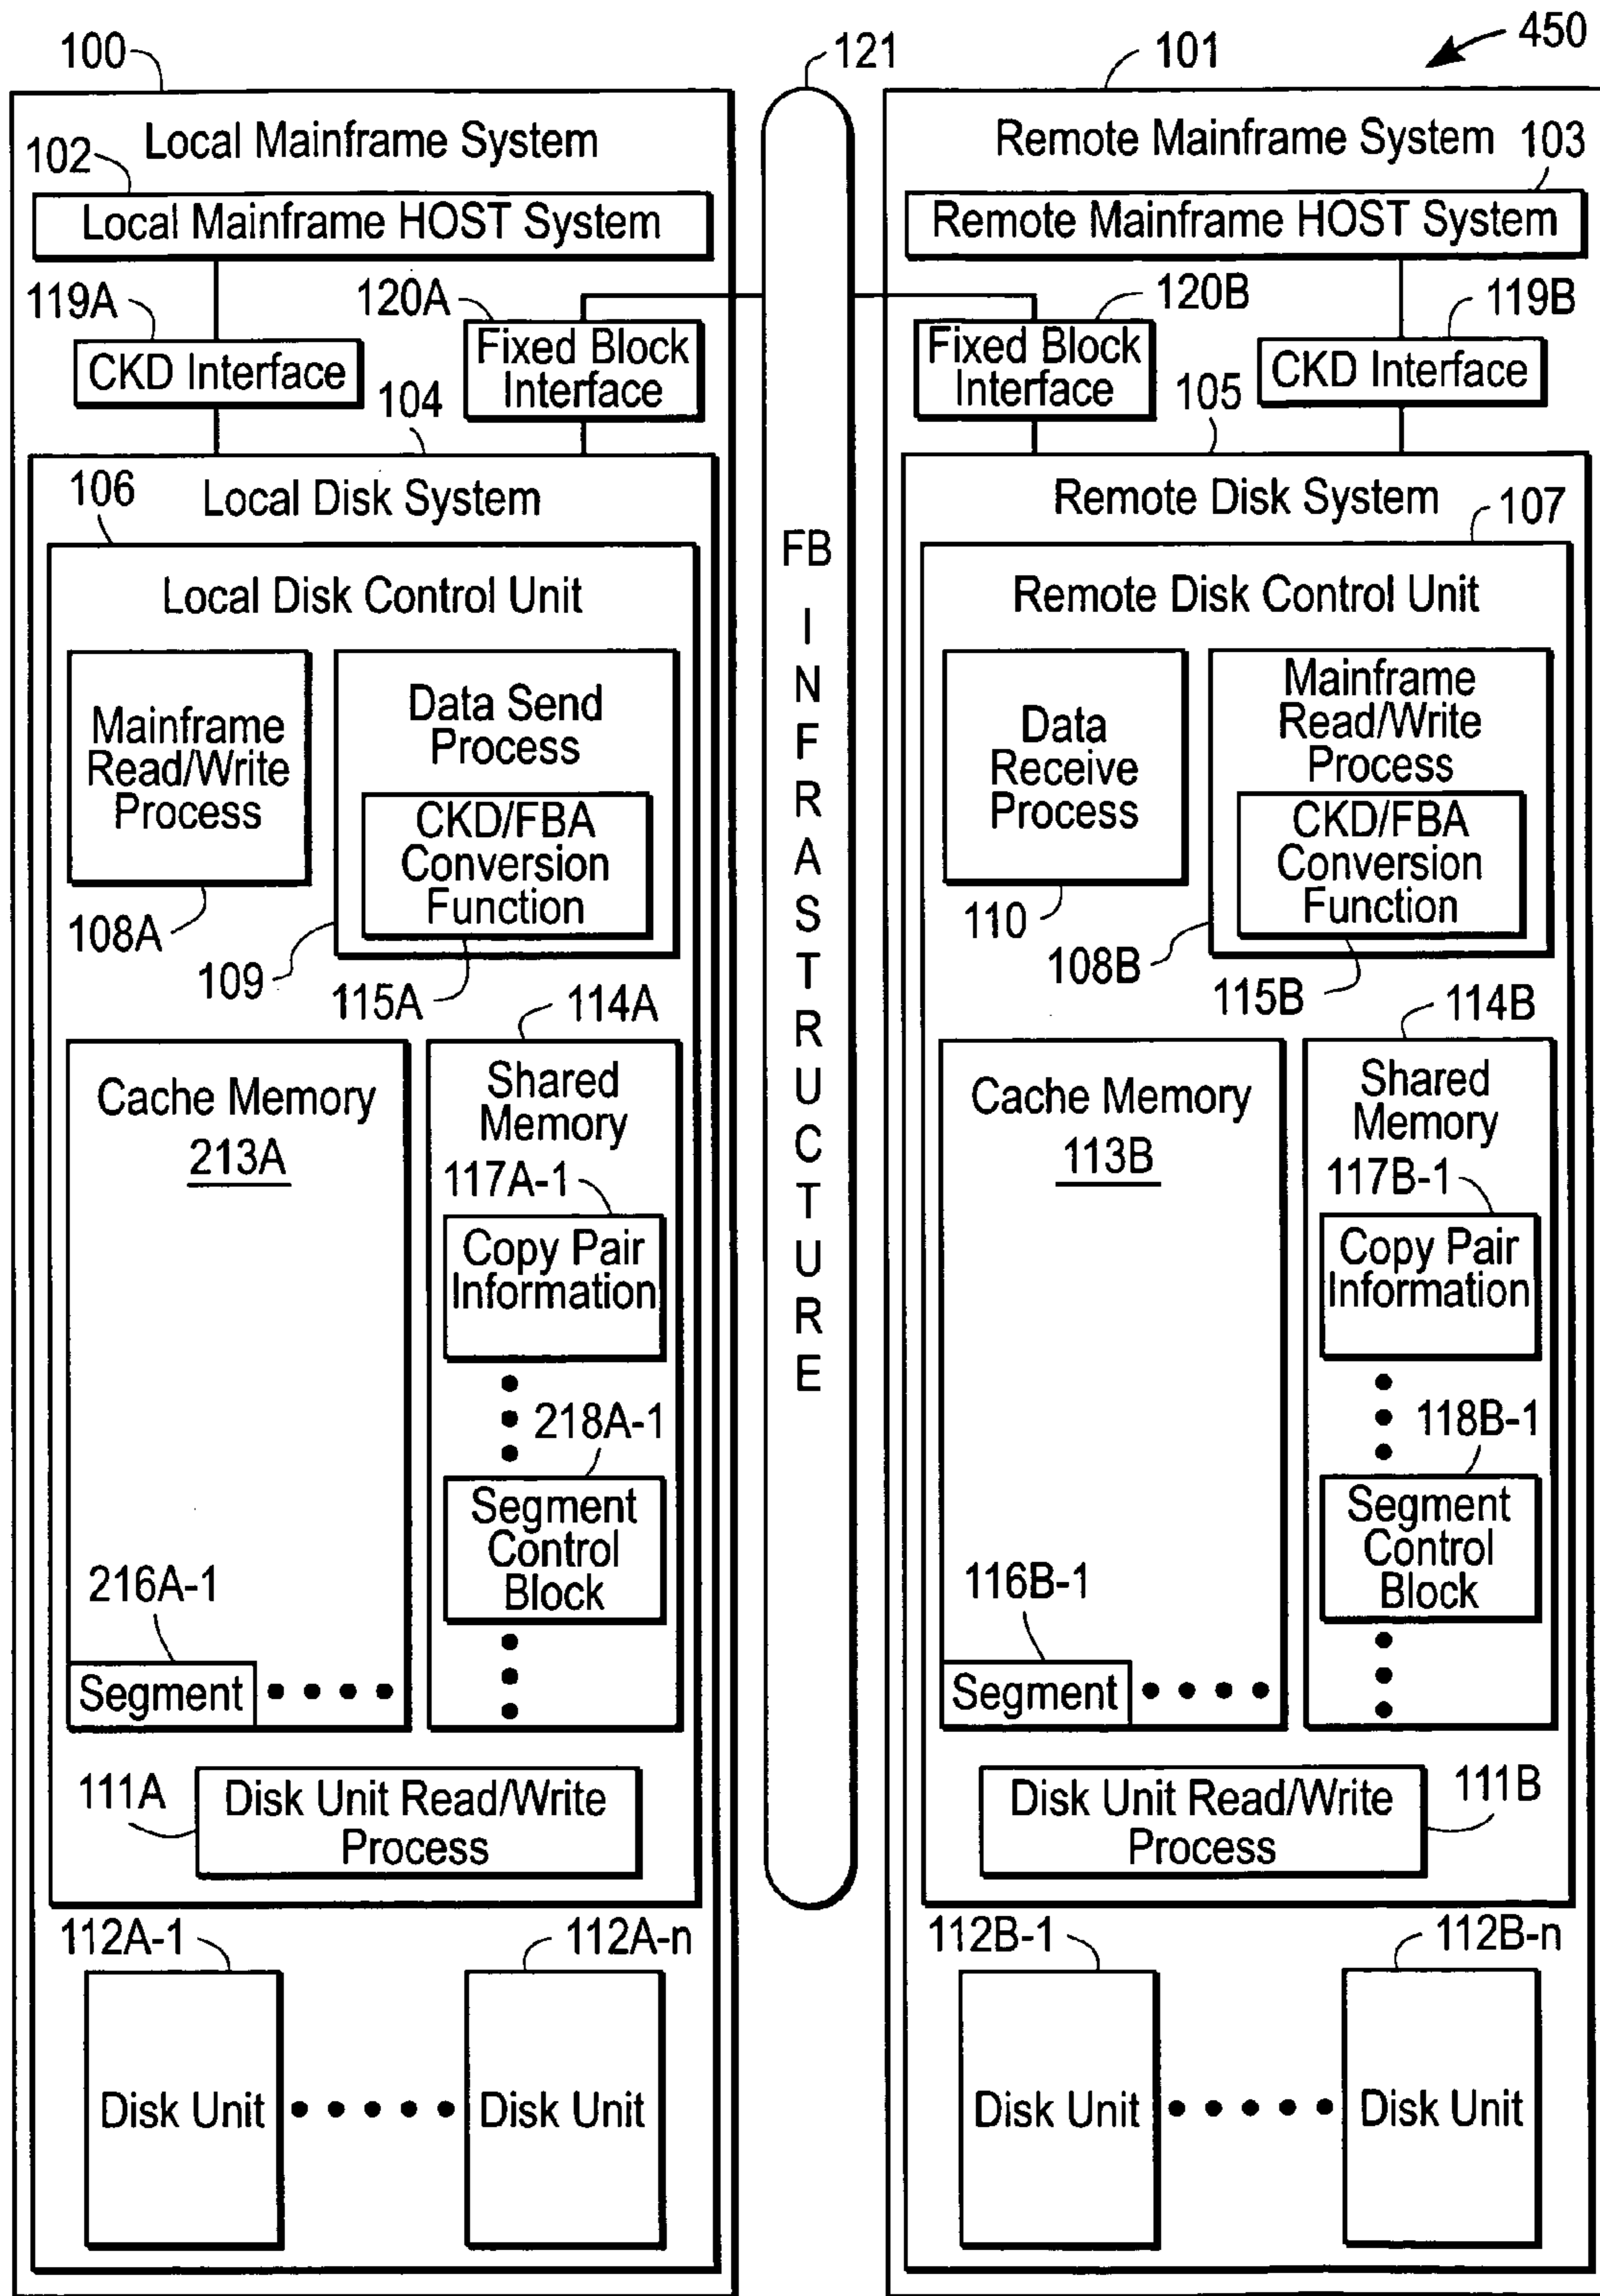 450
100
121
101
Local Mainframe System
Remote Mainframe System
102
103
Local Mainframe HOST System
Remote Mainframe HOST System
119A
120A
120B
119B
CKD Interface
Fixed Block
Interface
Fixed Block
Interface
CKD Interface
104
105
106
Local Disk System
Remote Disk System
107
FB INFRASTRUCTURE
Local Disk Control Unit
Mainframe
Read/Write
Process
Data Send
Process
CKD/FBA
Conversion
Function
108A
109
115A
114A
Cache Memory
213A
Shared
Memory
117A-1
Copy Pair
Information
218A-1
Segment
Control
Block
216A-1
Segment
111A
Disk Unit Read/Write
Process
112A-1
112A-n
Disk Unit
Disk Unit
Remote Disk Control Unit
Data
Receive
Process
Mainframe
Read/Write
Process
CKD/FBA
Conversion
Function
110
108B
115B
114B
Cache Memory
113B
Shared
Memory
117B-1
Copy Pair
Information
118B-1
Segment
Control
Block
116B-1
Segment
Disk Unit Read/Write
Process
111B
112B-1
112B-n
Disk Unit
Disk Unit